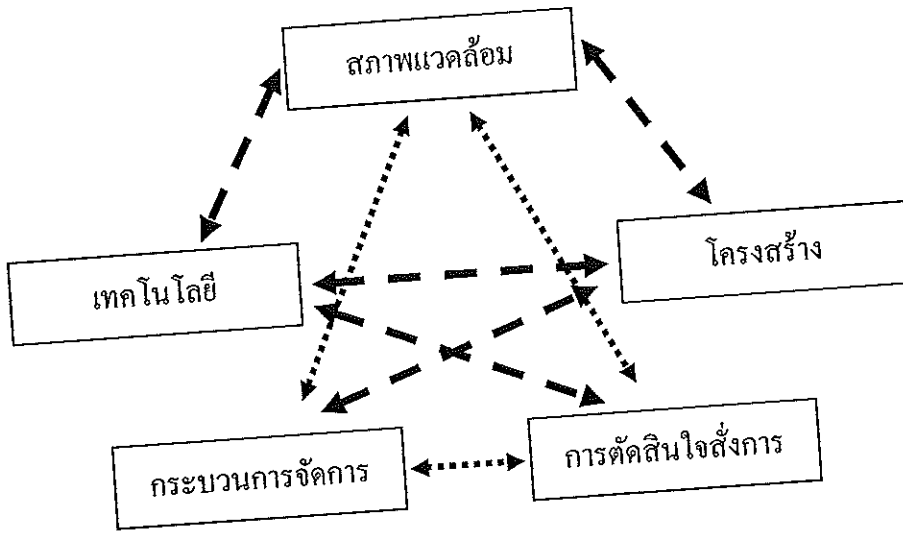 สภาพแวดล้อม
โครงสร้าง
เทคโนโลยี
การตัดสินใจสั่งการ
กระบวนการจัดการ